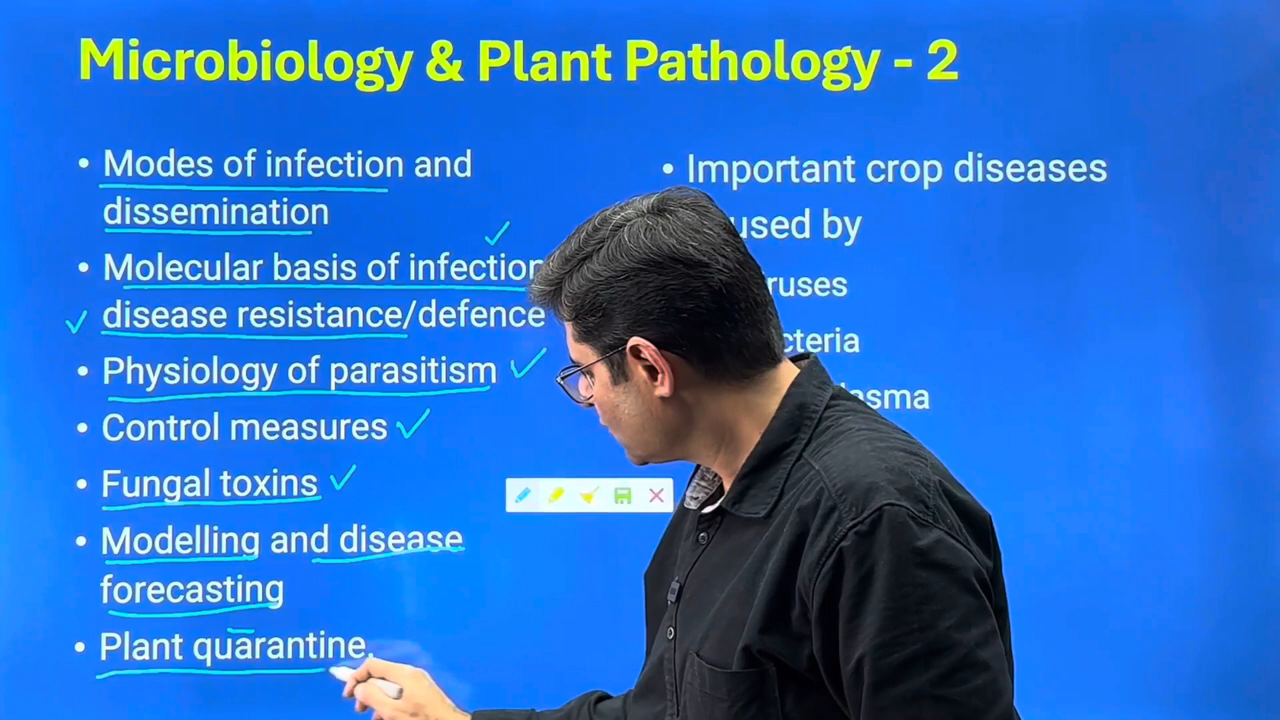 Microbiology & Plant Pathology - 2
• Modes of infection and
dissemination
• Molecular basis of infection
disease resistance/defence
• Physiology of parasitism
• Control measures
• Fungal toxins
• Modelling and disease
forecasting
• Plant quarantine.
• Important crop diseases
used by
ruses
cteria
asma